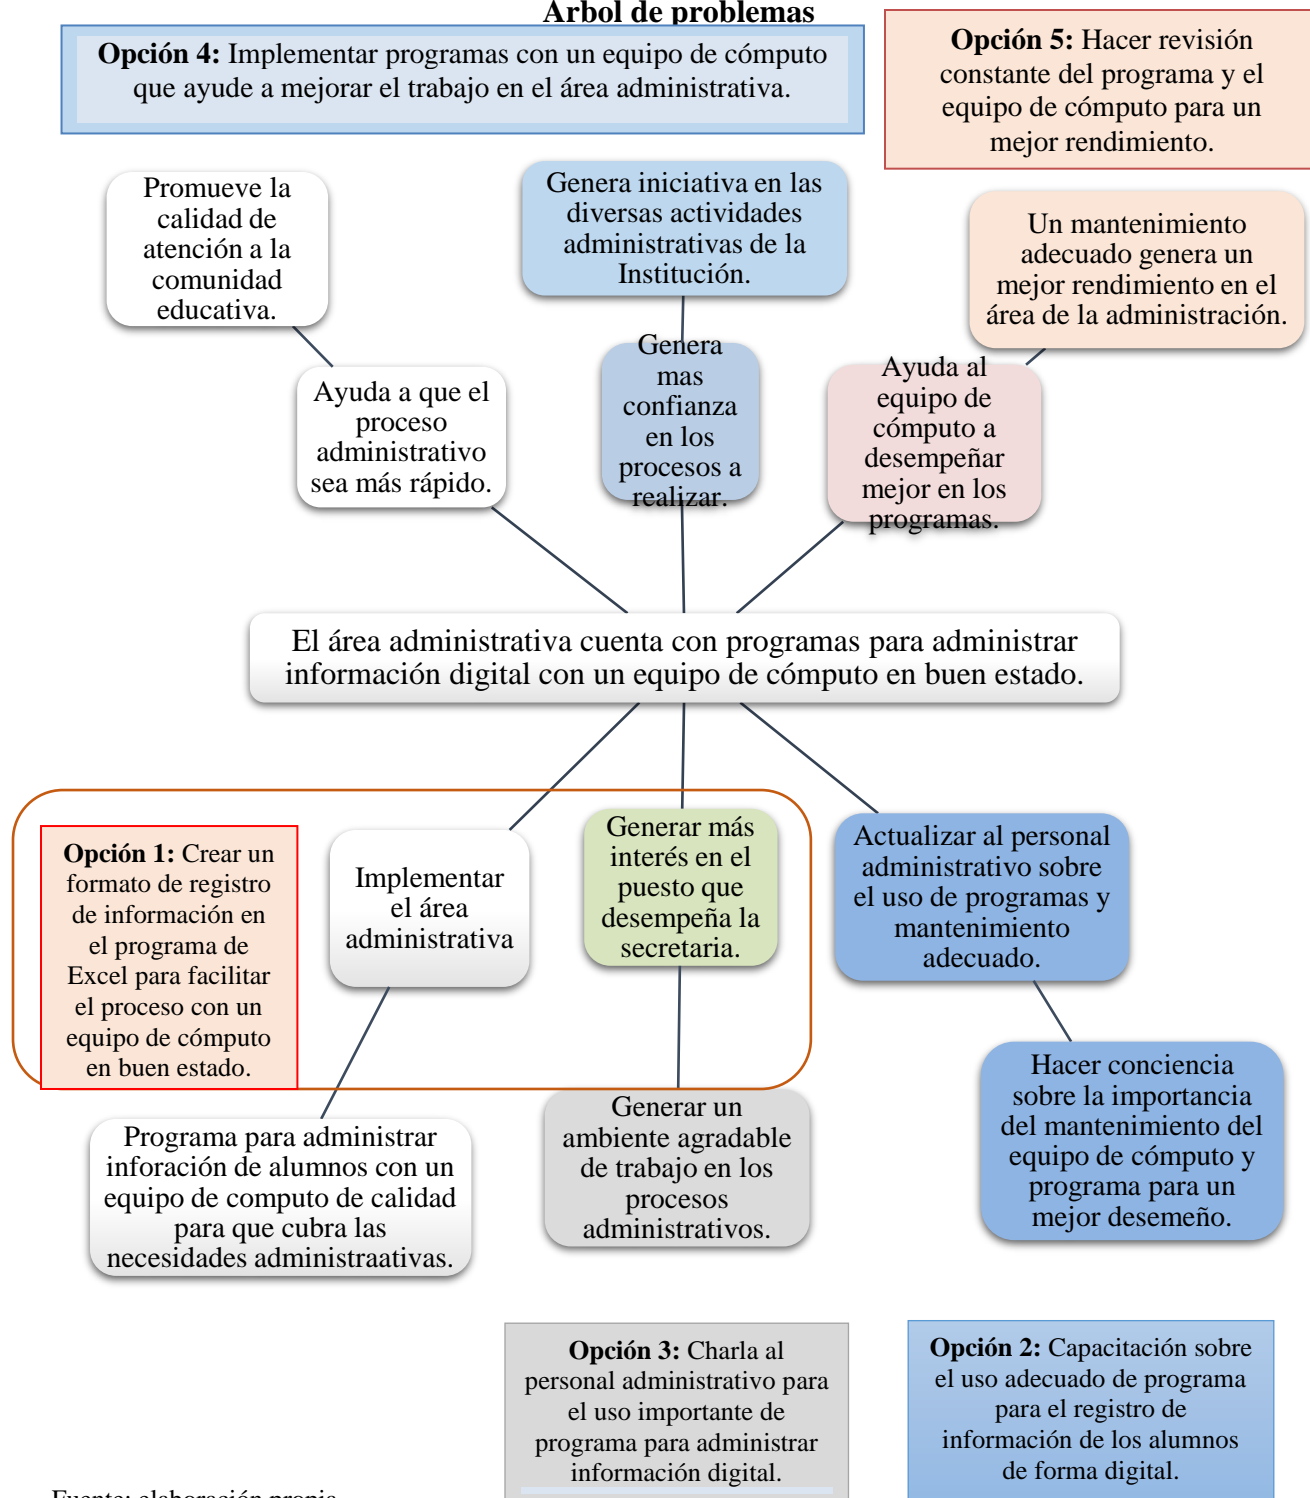 Árbol de problemas
Opción 4: Implementar programas con un equipo de cómputo
que ayude a mejorar el trabajo en el área administrativa.
Opción 5: Hacer revisión
constante del programa y el
equipo de cómputo para un
mejor rendimiento.
Promueve la
calidad de
atención a la
comunidad
educativa.
Genera iniciativa en las
diversas actividades
administrativas de la
Institución.
Un mantenimiento
adecuado genera un
mejor rendimiento en el
área de la administración.
Ayuda a que el
proceso
administrativo
sea más rápido.
Genera
mas
confianza
en los
procesos a
realizar.
Ayuda al
equipo de
cómputo a
desempeñar
mejor en los
programas.
El área administrativa cuenta con programas para administrar
información digital con un equipo de cómputo en buen estado.
Opción 1: Crear un
formato de registro
de información en
el programa de
Excel para facilitar
el proceso con un
equipo de cómputo
en buen estado.
Implementar
el área
administrativa
Generar más
interés en el
puesto que
desempeña la
secretaria.
Actualizar al personal
administrativo sobre
el uso de programas y
mantenimiento
adecuado.
Programa para administrar
inforación de alumnos con un
equipo de computo de calidad
para que cubra las
necesidades administraativas.
Generar un
ambiente agradable
de trabajo en los
procesos
administrativos.
Hacer conciencia
sobre la importancia
del mantenimiento del
equipo de cómputo y
programa para un
mejor desemeño.
Opción 3: Charla al
personal administrativo para
el uso importante de
programa para administrar
información digital.
Opción 2: Capacitación sobre
el uso adecuado de programa
para el registro de
información de los alumnos
de forma digital.
Fuente: elaboración propia